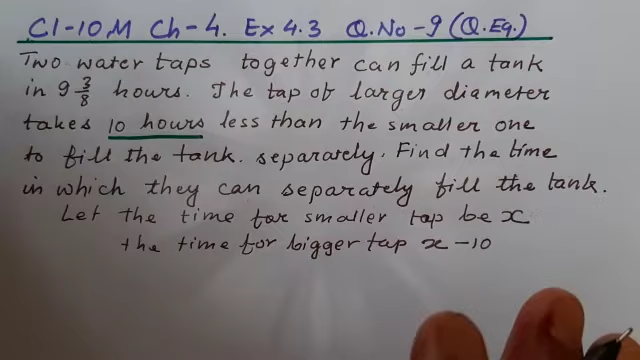 Cl-10 M Ch-4. Ex 4.3 Q.No-9 (Q.Eq.)
Two water taps together can fill a tank
in 9 3/8 hours. The tap of larger diameter
takes 10 hours less than the smaller one
to fill the tank. separately. Find the time
in which they can separately fill the tank.
Let the time for smaller tap be x
the time for bigger tap x - 10